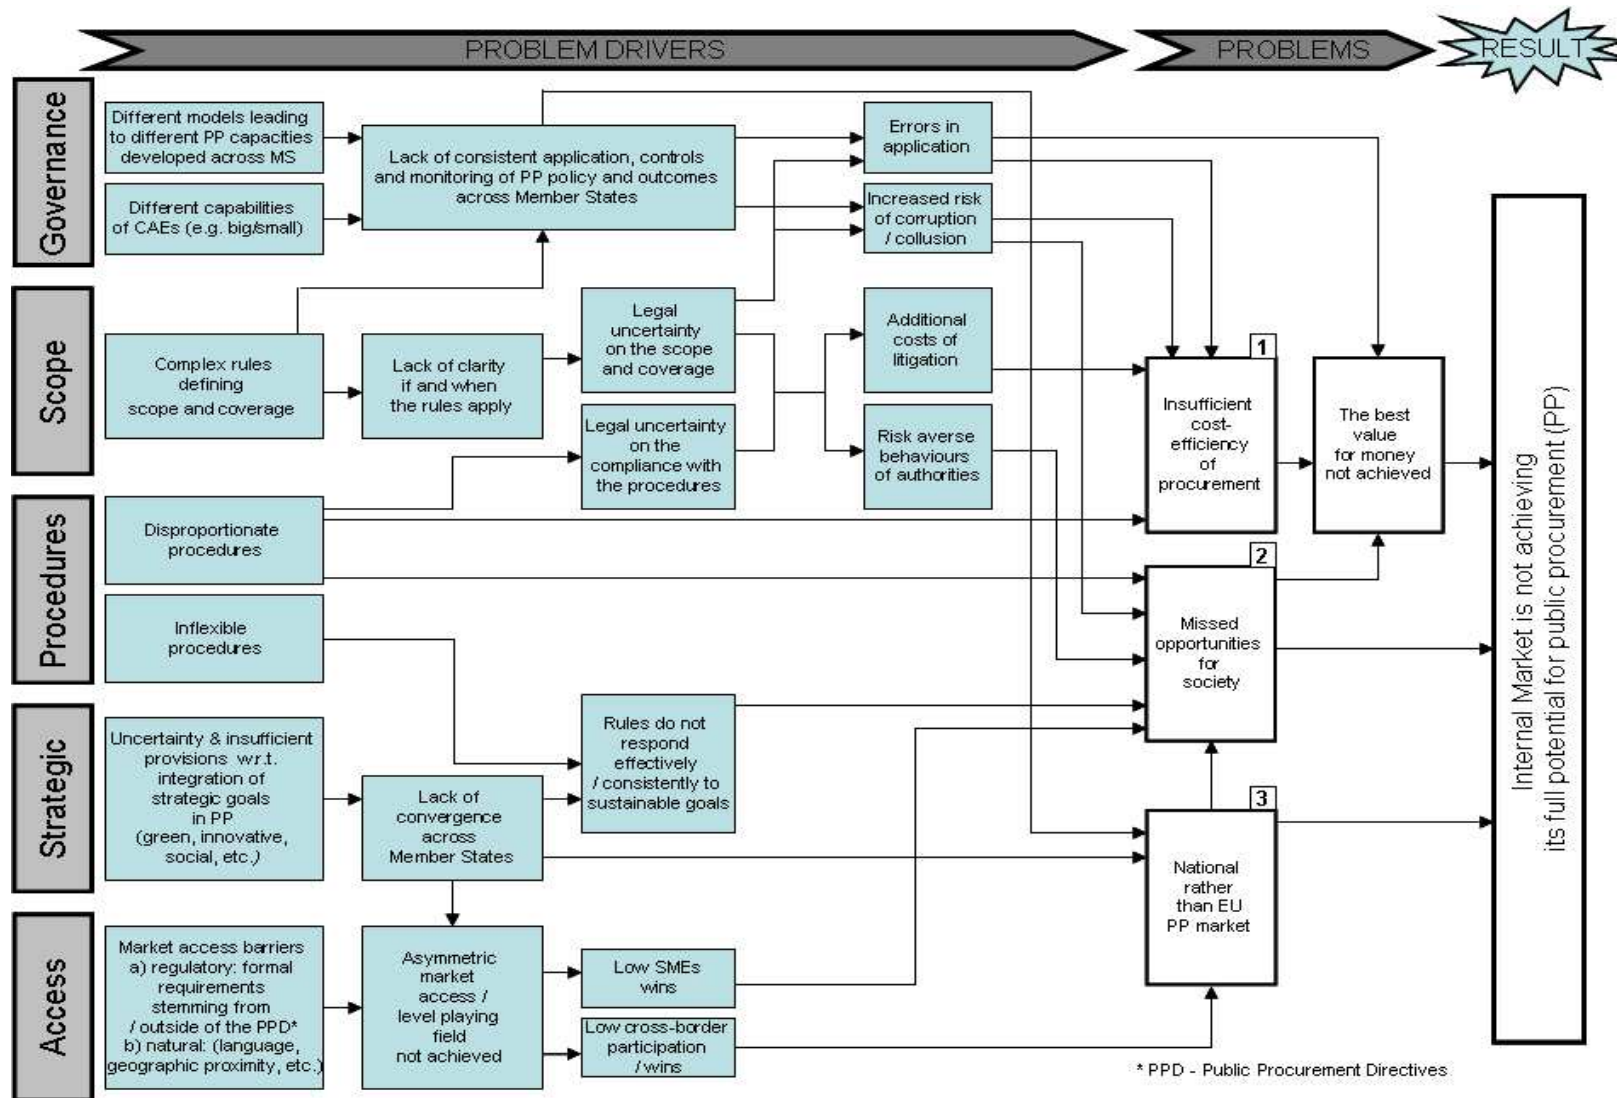 PROBLEM DRIVERS
PROBLEMS
RESULT
Governance
Different models leading
to different PP capacities
developed across MS
Different capabilities
of CAEs (e.g. big/small)
Lack of consistent application, controls
and monitoring of PP policy and outcomes
across Member States
Errors in
application
Increased risk
of corruption
/ collusion
Scope
Complex rules
defining
scope and coverage
Lack of clarity
if and when
the rules apply
Legal
uncertainty
on the scope
and coverage
Legal uncertainty
on the
compliance with
the procedures
Additional
costs of
litigation
Risk averse
behaviours
of authorities
1
Insufficient
cost-
efficiency
of
procurement
The best
value
for money
not achieved
Procedures
Disproportionate
procedures
Inflexible
procedures
2
Missed
opportunities
for
society
Strategic
Uncertainty & insufficient
provisions w.r.t.
integration of
strategic goals
in PP
(green, innovative,
social, etc.)
Lack of
convergence
across
Member States
Rules do not
respond
effectively
/ consistently to
sustainable goals
3
National
rather
than EU
PP market
Access
Market access barriers
a) regulatory: formal
requirements
stemming from
/ outside of the PPD*
b) natural: (language,
geographic proximity, etc.)
Asymmetric
market
access /
level playing
field
not achieved
Low SMEs
wins
Low cross-border
participation
/ wins
Internal Market is not achieving
its full potential for public procurement (PP)
* PPD - Public Procurement Directives